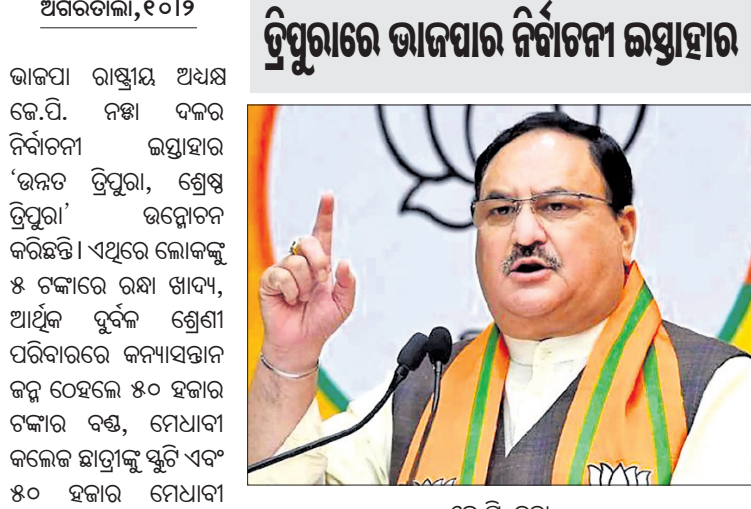 ତ୍ରିପୁରାରେ ଭାଜପାର ନିର୍ବାଚନୀ ଇସ୍ତାହାର
ଅଗରତାଲା,୧୦।୨
ଭାଜପା ରାଷ୍ଟ୍ରୀୟ ଅଧ୍ୟକ୍ଷ
ଜେ.ପି. ନଡ୍ଡା ଦଳର
ନିର୍ବାଚନୀ ଇସ୍ତାହାର
‘ଉନ୍ନତ ତ୍ରିପୁରା, ଶ୍ରେଷ୍ଠ
ତ୍ରିପୁରା’ ଉନ୍ମୋଚନ
କରିଛନ୍ତି। ଏଥିରେ ଲୋକଙ୍କୁ
୫ ଟଙ୍କାରେ ରନ୍ଧା ଖାଦ୍ୟ,
ଆର୍ଥିକ ଦୁର୍ବଳ ଶ୍ରେଣୀ
ପରିବାରରେ କନ୍ୟାସନ୍ତାନ
ଜନ୍ମ ଠେହଲେ ୫୦ ହଜାର
ଟଙ୍କାର ବଣ୍ଡ, ମେଧାବୀ
କଲେଜ ଛାତ୍ରୀଙ୍କୁ ସ୍କୁଟି ଏବଂ
୫୦ ହଜାର ମେଧାବୀ